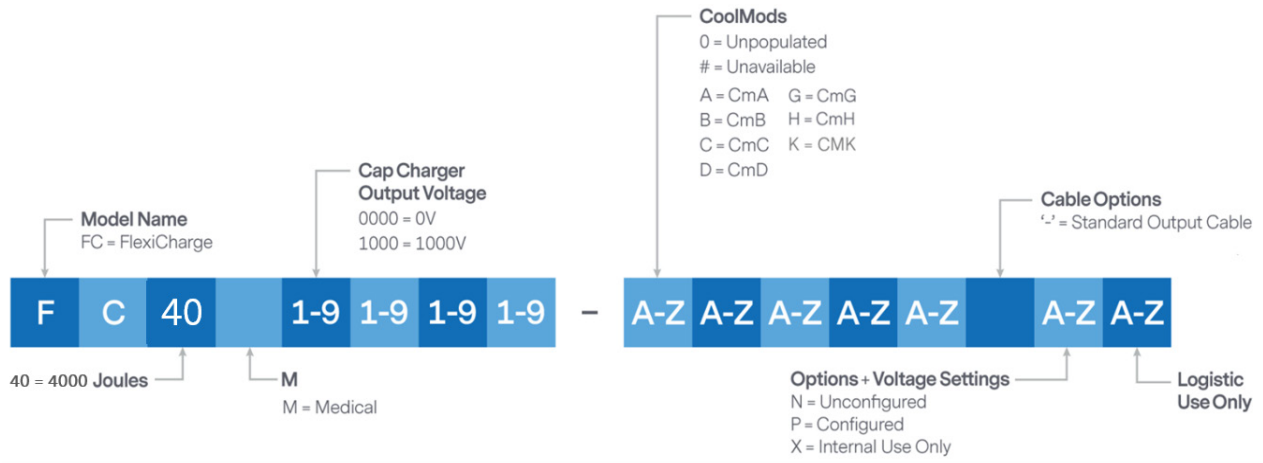 CoolMods
0 = Unpopulated
# = Unavailable
A = CmA G = CmG
B = CmB H = CmH
C = CmC K = CMK
D = CmD
Cap Charger
Output Voltage
0000 = 0V
1000 = 1000V
Model Name
FC = FlexiCharge
Cable Options
‘-’ = Standard Output Cable
F C 40 1-9 1-9 1-9 1-9 – A-Z A-Z A-Z A-Z A-Z A-Z A-Z
40 = 4000 Joules
M
M = Medical
Options + Voltage Settings
N = Unconfigured
P = Configured
X = Internal Use Only
Logistic
Use Only